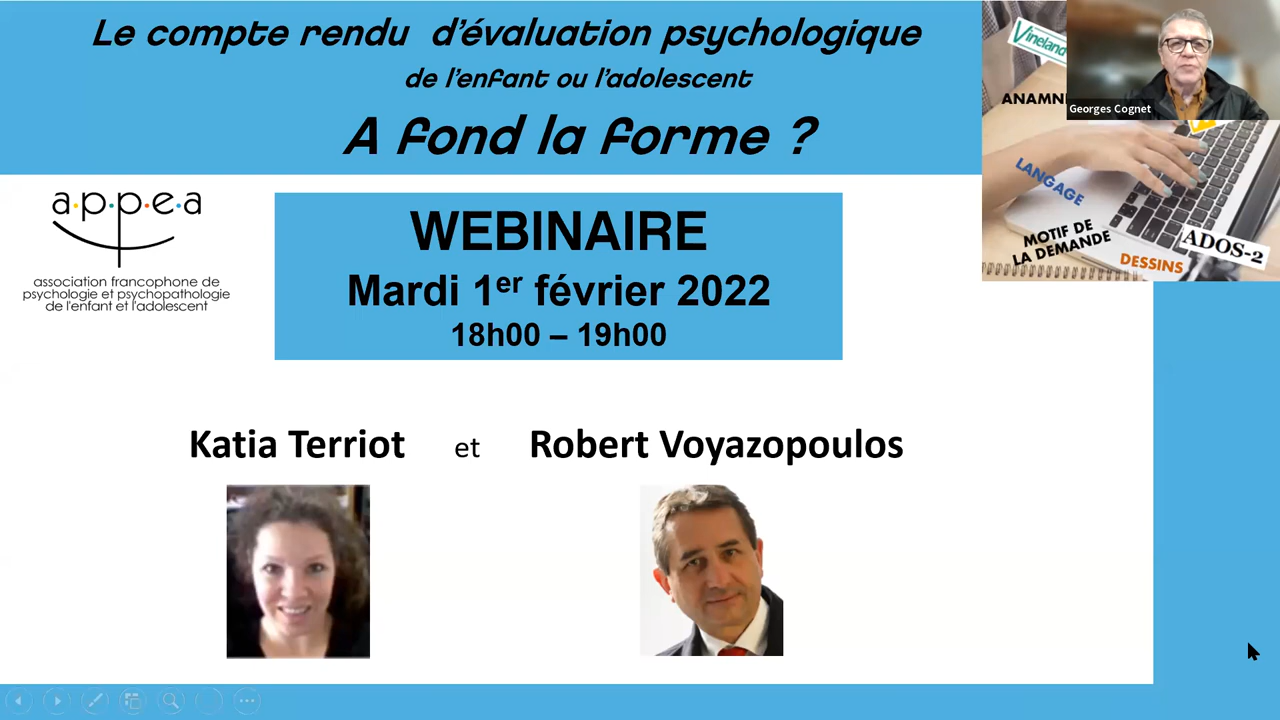 Le compte rendu d'évaluation psychologique
de l'enfant ou l'adolescent
A fond la forme ?
Vineland
ANAMN
Georges Cognet
LANGAGE
MOTIF DE
LA DEMANDE
ADOS-2
DESSINS
a·p·p·e·a
association francophone de
psychologie et psychopathologie
de l'enfant et l'adolescent
WEBINAIRE
Mardi 1er février 2022
18h00 – 19h00
Katia Terriot et Robert Voyazopoulos